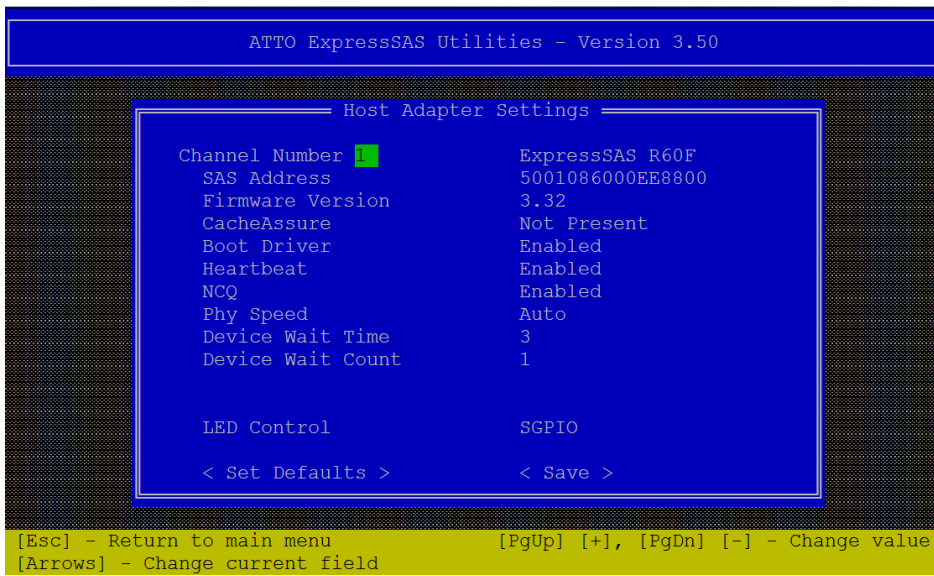 ATTO ExpressSAS Utilities - Version 3.50
Host Adapter Settings
Channel Number 1 ExpressSAS R60F
SAS Address 5001086000EE8800
Firmware Version 3.32
CacheAssure Not Present
Boot Driver Enabled
Heartbeat Enabled
NCQ Enabled
Phy Speed Auto
Device Wait Time 3
Device Wait Count 1
LED Control SGPIO
< Set Defaults > < Save >
[Esc] - Return to main menu [PgUp] [+], [PgDn] [-] - Change value
[Arrows] - Change current field